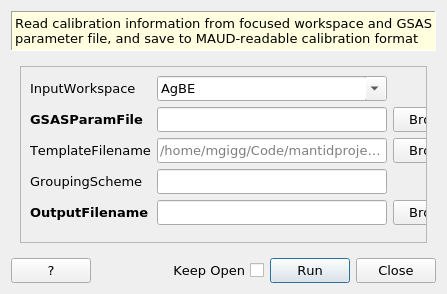 Read calibration information from focused workspace and GSAS
parameter file, and save to MAUD-readable calibration format
InputWorkspace AgBE
GSASParamFile Bro
TemplateFilename /home/mgigg/Code/mantidproje... Bro
GroupingScheme
OutputFilename Bro
? Keep Open Run Close